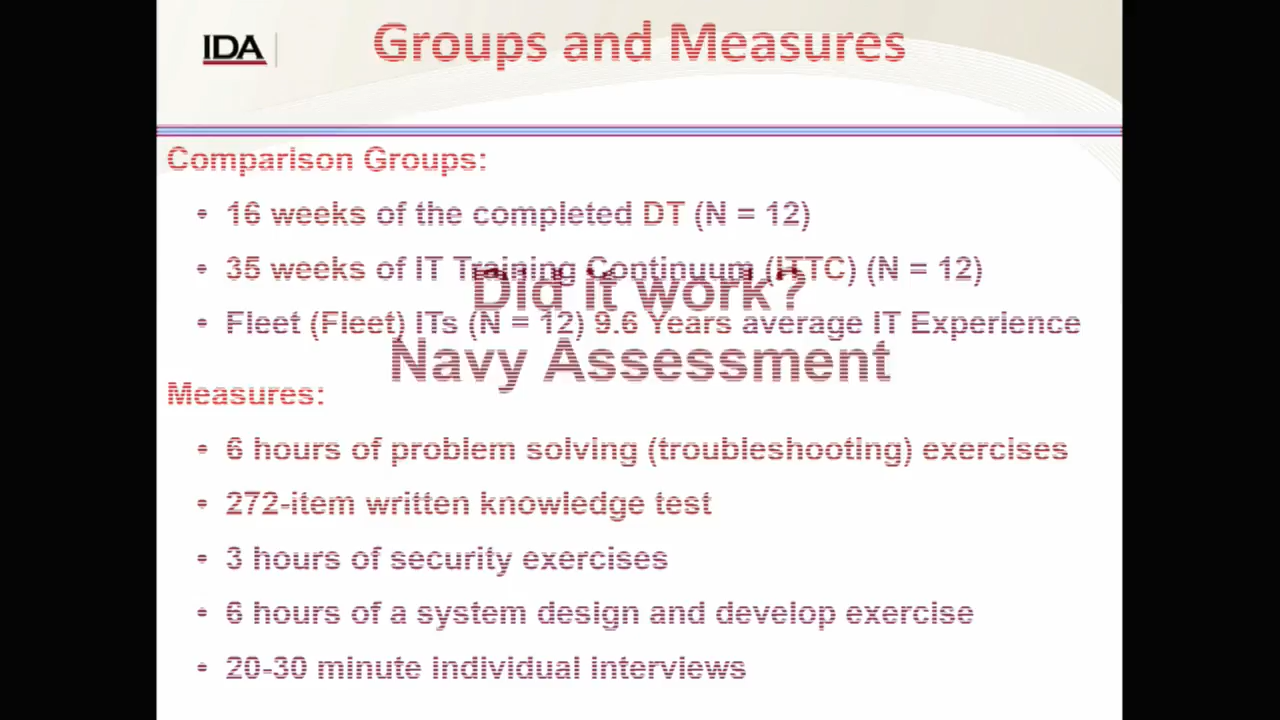 IDA
Groups and Measures
Comparison Groups:
• 16 weeks of the completed DT (N = 12)
• 35 weeks of IT Training Continuum (ITTC) (N = 12)
Did it work?
• Fleet (Fleet) ITs (N = 12) 9.6 Years average IT Experience
Navy Assessment
Measures:
• 6 hours of problem solving (troubleshooting) exercises
• 272-item written knowledge test
• 3 hours of security exercises
• 6 hours of a system design and develop exercise
• 20-30 minute individual interviews